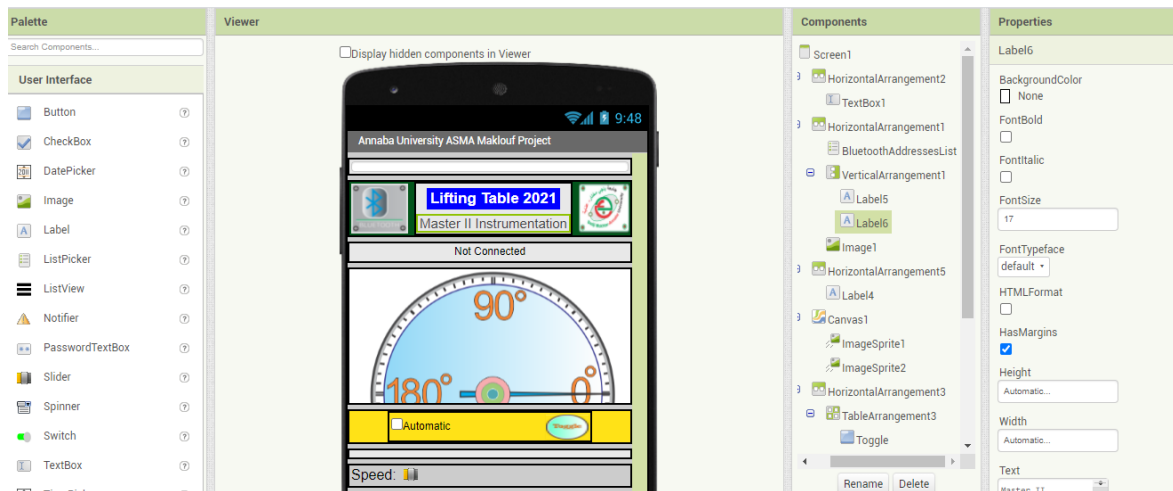 Palette
Search Components...
User Interface
Button
CheckBox
DatePicker
Image
Label
ListPicker
ListView
Notifier
PasswordTextBox
Slider
Spinner
Switch
TextBox
Viewer
Display hidden components in Viewer
9:48
Annaba University ASMA Maklouf Project
Lifting Table 2021
Master II Instrumentation
Not Connected
90°
180° 0°
Automatic
Speed:
Components
Screen1
HorizontalArrangement2
TextBox1
HorizontalArrangement1
BluetoothAddressesList
VerticalArrangement1
Label5
Label6
Image1
HorizontalArrangement5
Label4
Canvas1
ImageSprite1
ImageSprite2
HorizontalArrangement3
TableArrangement3
Toggle
Rename Delete
Properties
Label6
BackgroundColor
None
FontBold
FontItalic
FontSize
17
FontTypeface
default
HTMLFormat
HasMargins
Height
Automatic...
Width
Automatic...
Text
Master II